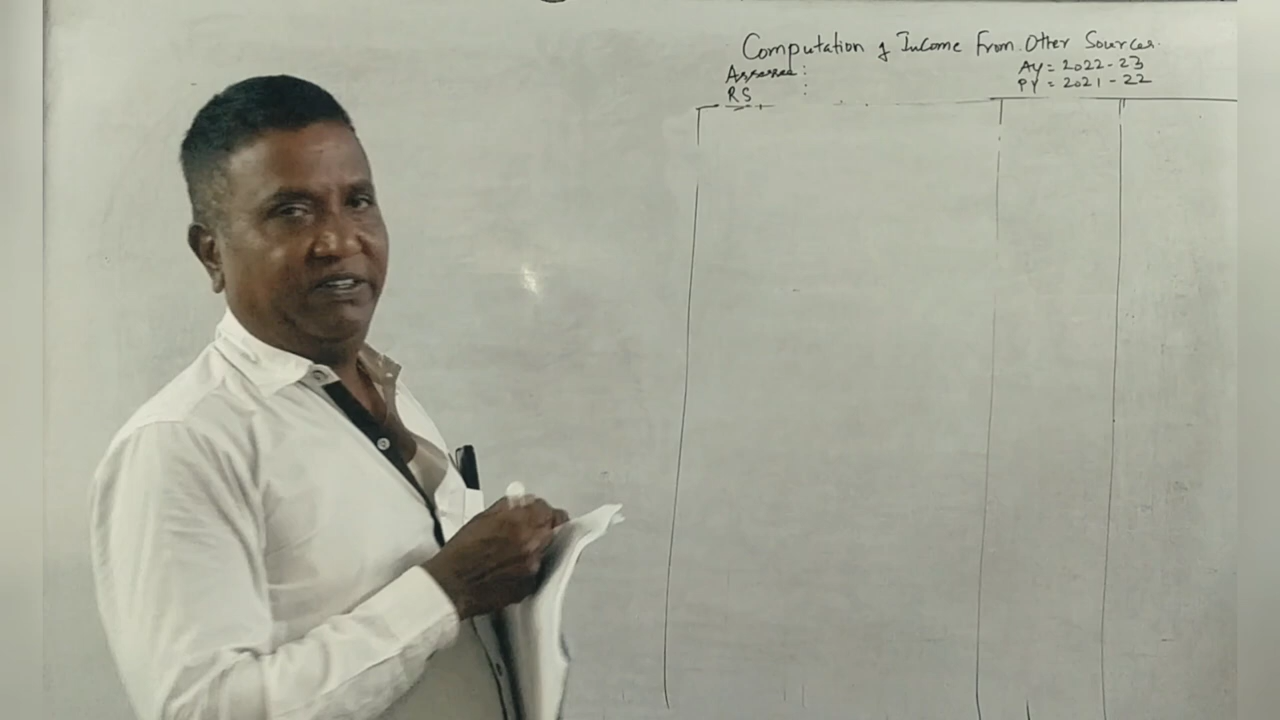 Computation of Income From Other Sources.
Assessee :
AY = 2022-23
RS :
PY = 2021-22